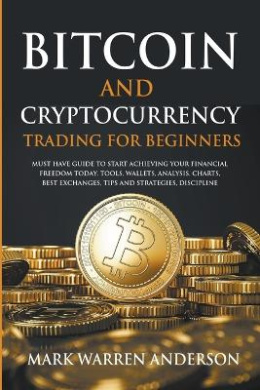 BITCOIN
AND
CRYPTOCURRENCY
TRADING FOR BEGINNERS
MUST HAVE GUIDE TO START ACHIEVING YOUR FINANCIAL
FREEDOM TODAY. TOOLS, WALLETS, ANALYSIS, CHARTS,
BEST EXCHANGES, TIPS AND STRATEGIES, DISCIPLINE
MARK WARREN ANDERSON